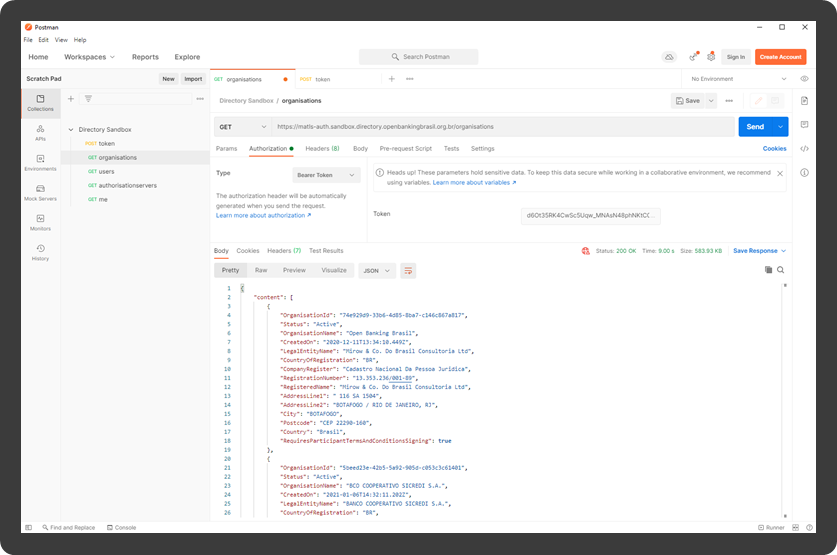 Postman
File Edit View Help
Home Workspaces Reports Explore
Search Postman
Sign In Create Account
Scratch Pad New Import
GET organisations
POST token
No Environment
Collections
APIs
Environments
Mock Servers
Monitors
History
Directory Sandbox
POST token
GET organisations
GET users
GET authorisationservers
GET me
Directory Sandbox / organisations
Save
GET https://matls-auth.sandbox.directory.openbankingbrasil.org.br/organisations
Send
Params Authorization Headers (8) Body Pre-request Script Tests Settings
Cookies
Type Bearer Token
The authorization header will be automatically
generated when you send the request.
Learn more about authorization
Heads up! These parameters hold sensitive data. To keep this data secure while working in a collaborative environment, we recommend
using variables. Learn more about variables
Token
Body Cookies Headers (7) Test Results
Status: 200 OK Time: 9.00 s Size: 583.93 KB Save Response
Pretty Raw Preview Visualize JSON
1 {
2 "content": [
3 {
4 "OrganisationId": "74e929d9-33b6-4d85-8ba7-c146c867a817",
5 "Status": "Active",
6 "OrganisationName": "Open Banking Brasil",
7 "CreatedOn": "2020-12-11T13:34:10.449Z",
8 "LegalEntityName": "Mirow & Co. Do Brasil Consultoria Ltd",
9 "CountryOfRegistration": "BR",
10 "CompanyRegister": "Cadastro Nacional Da Pessoa Jurídica",
11 "RegistrationNumber": "13.353.236/001-89",
12 "RegisteredName": "Mirow & Co. Do Brasil Consultoria Ltd",
13 "AddressLine1": " 116 SA 1504",
14 "AddressLine2": "BOTAFOGO / RIO DE JANEIRO, RJ",
15 "City": "BOTAFOGO",
16 "Postcode": "CEP 22290-160",
17 "Country": "Brasil",
18 "RequiresParticipantTermsAndConditionsSigning": true
19 },
20 {
21 "OrganisationId": "5beed23e-42b5-5a92-905d-c053c3c61401",
22 "Status": "Active",
23 "OrganisationName": "BCO COOPERATIVO SICREDI S.A.",
24 "CreatedOn": "2021-01-06T14:32:11.202Z",
25 "LegalEntityName": "BANCO COOPERATIVO SICREDI S.A.",
26 "CountryOfRegistration": "BR",
Find and Replace Console
Runner